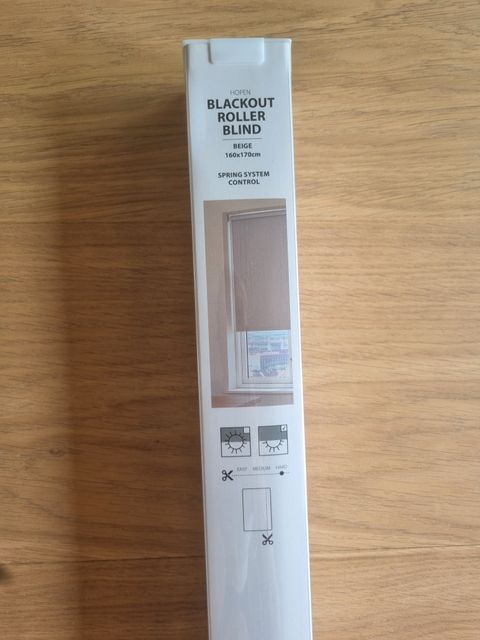 HOPEN
BLACKOUT
ROLLER
BLIND
BEIGE
160x170cm
SPRING SYSTEM
CONTROL
EASY MEDIUM HARD